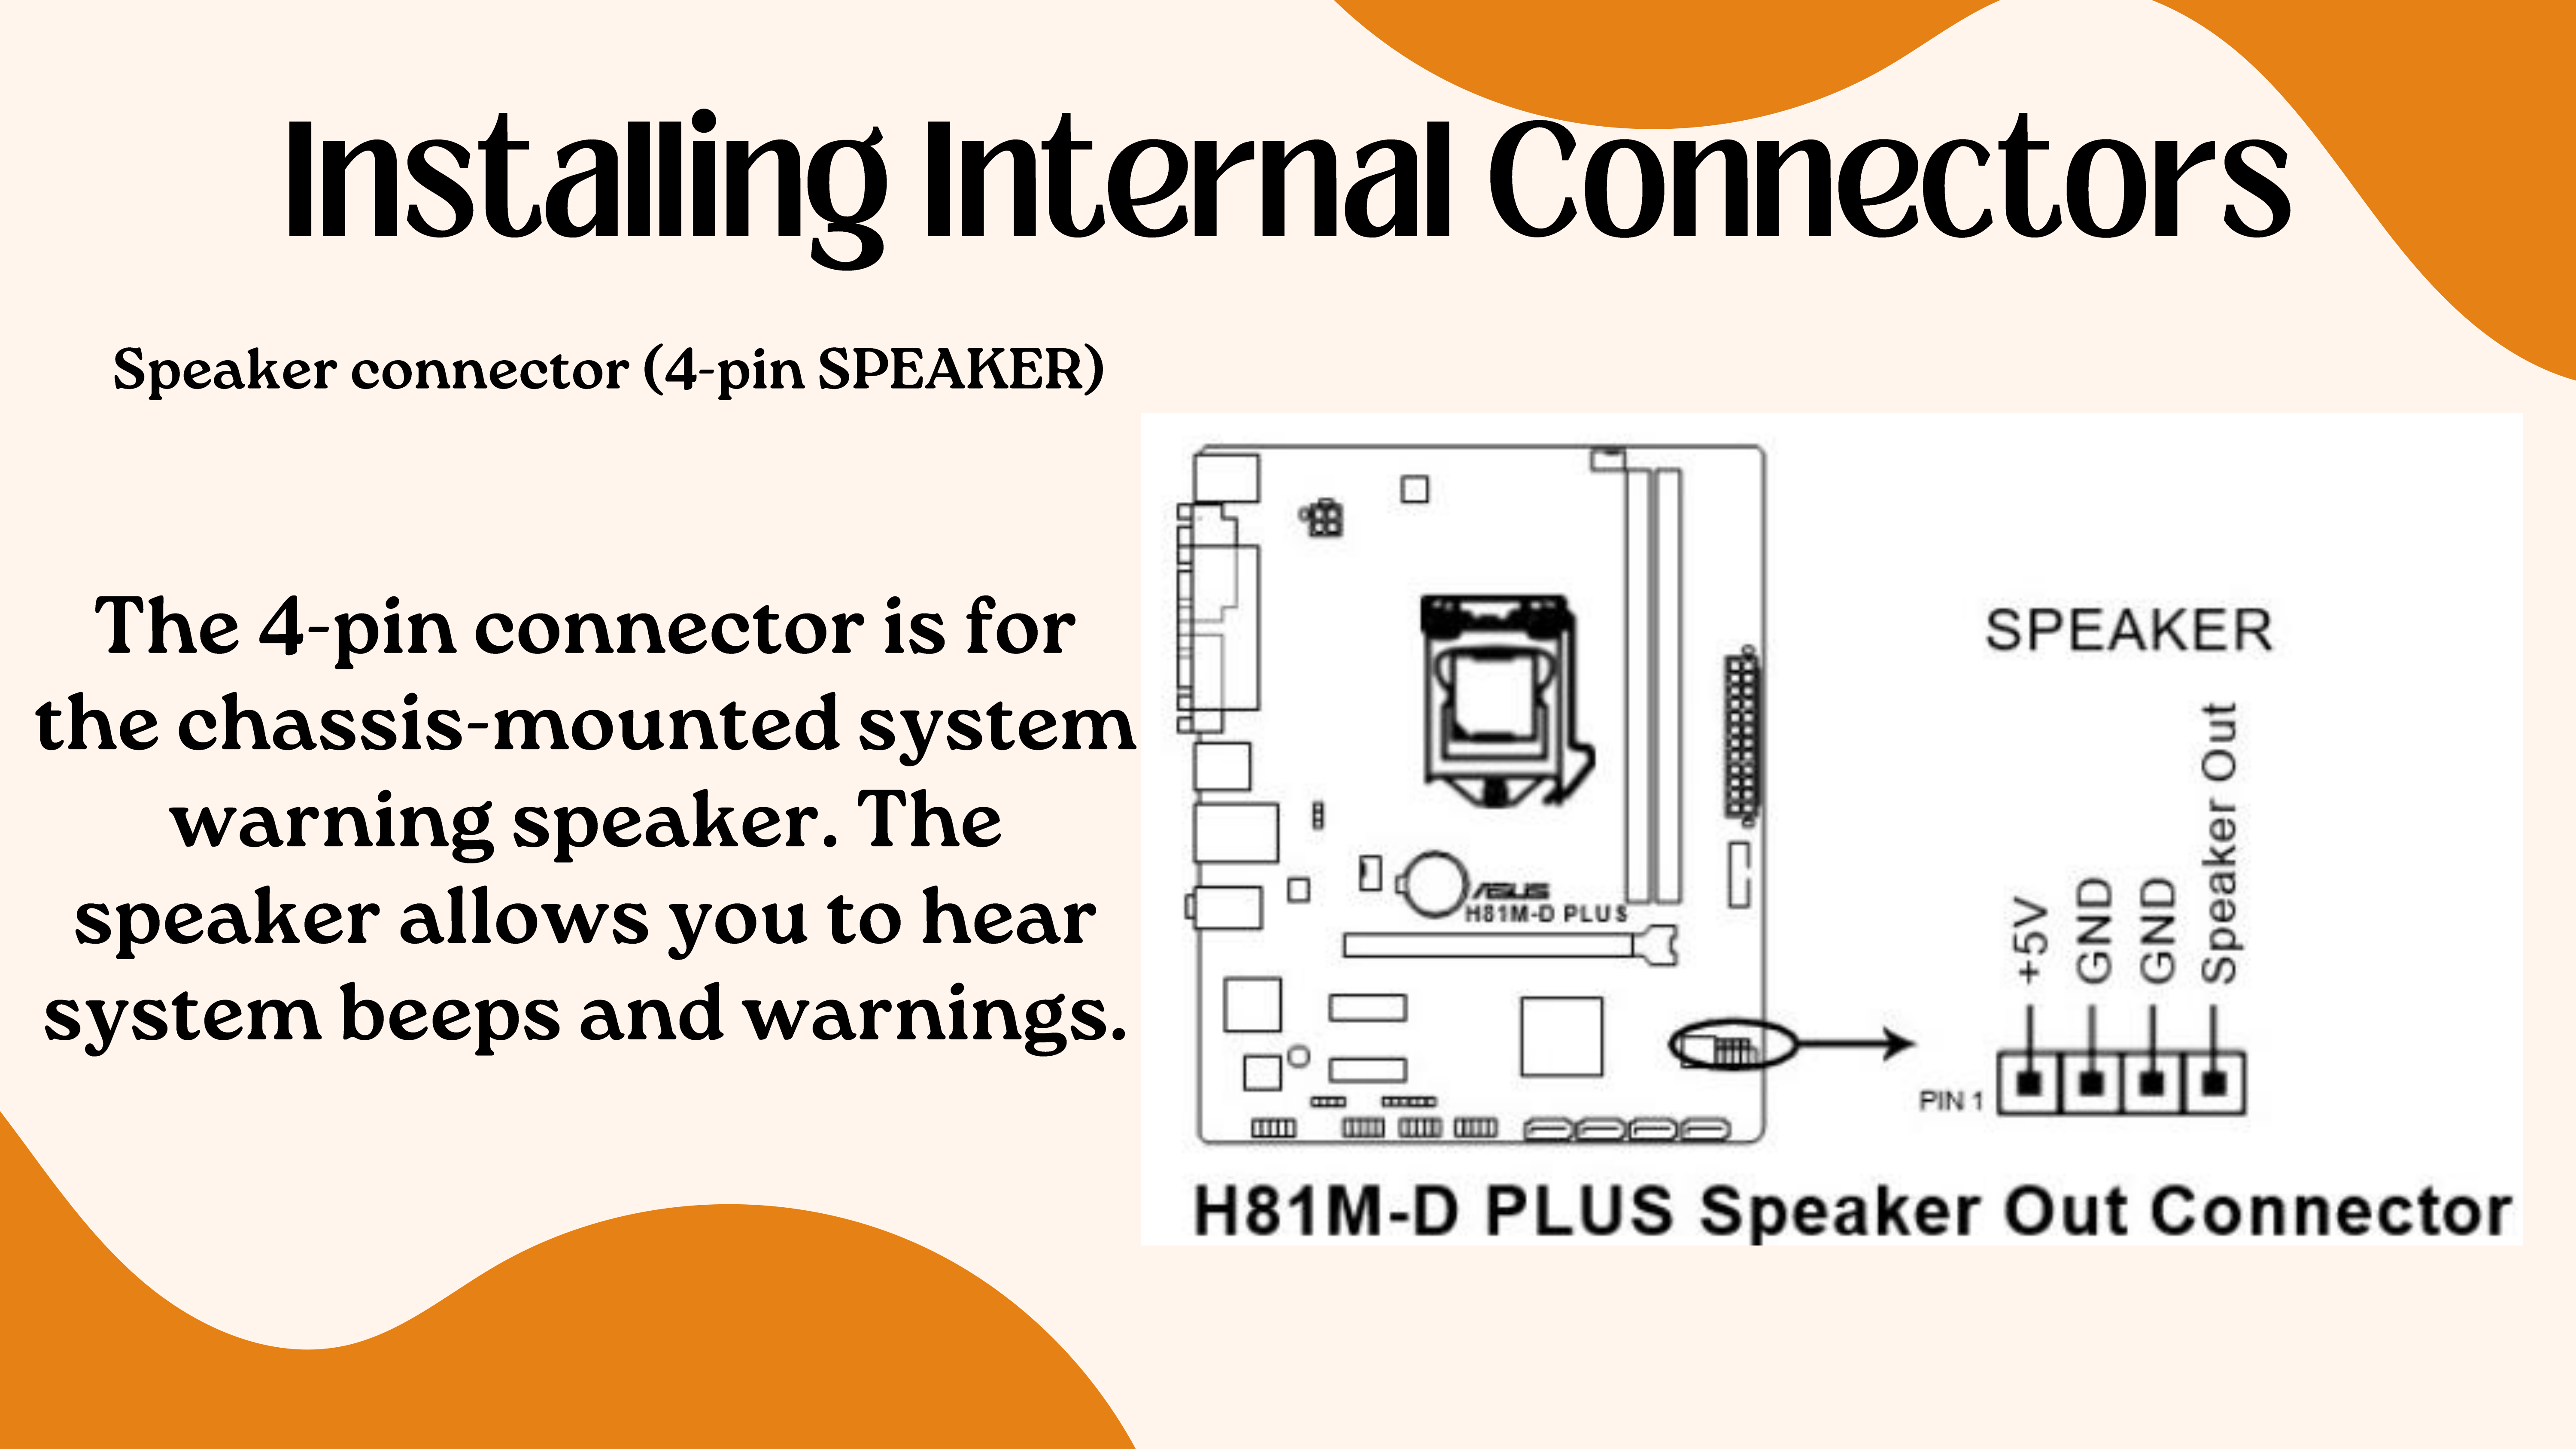 Installing Internal Connectors
Speaker connector (4-pin SPEAKER)
The 4-pin connector is for
the chassis-mounted system
warning speaker. The
speaker allows you to hear
system beeps and warnings.
ASUS
H81M-D PLUS
SPEAKER
+5V
GND
GND
Speaker Out
PIN 1
H81M-D PLUS Speaker Out Connector